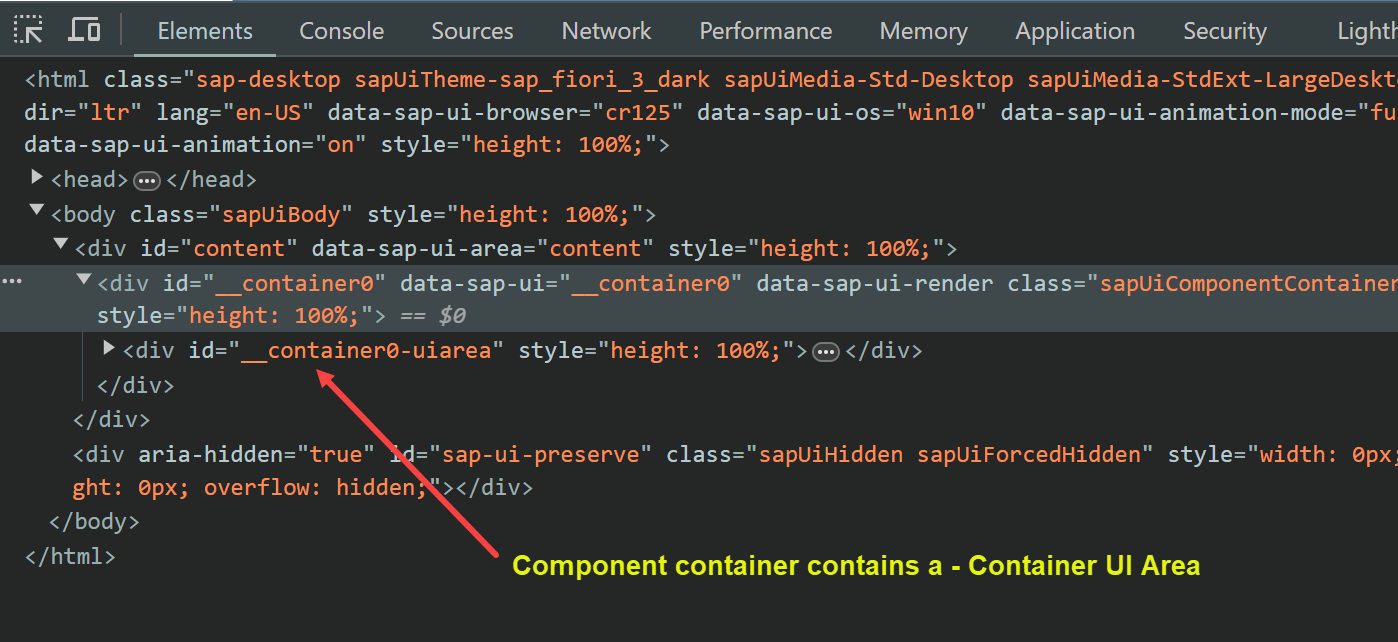 Elements Console Sources Network Performance Memory Application Security Lighth
<html class="sap-desktop sapUiTheme-sap_fiori_3_dark sapUiMedia-Std-Desktop sapUiMedia-StdExt-LargeDeskt
dir="ltr" lang="en-US" data-sap-ui-browser="cr125" data-sap-ui-os="win10" data-sap-ui-animation-mode="fu
data-sap-ui-animation="on" style="height: 100%;">
▶ <head> ••• </head>
▼ <body class="sapUiBody" style="height: 100%;">
▼ <div id="content" data-sap-ui-area="content" style="height: 100%;">
••• ▼ <div id="__container0" data-sap-ui="__container0" data-sap-ui-render class="sapUiComponentContainer
style="height: 100%;"> == $0
▶ <div id="__container0-uiarea" style="height: 100%;"> ••• </div>
</div>
</div>
<div aria-hidden="true" id="sap-ui-preserve" class="sapUiHidden sapUiForcedHidden" style="width: 0px;
ght: 0px; overflow: hidden;"></div>
</body>
</html>
Component container contains a - Container UI Area